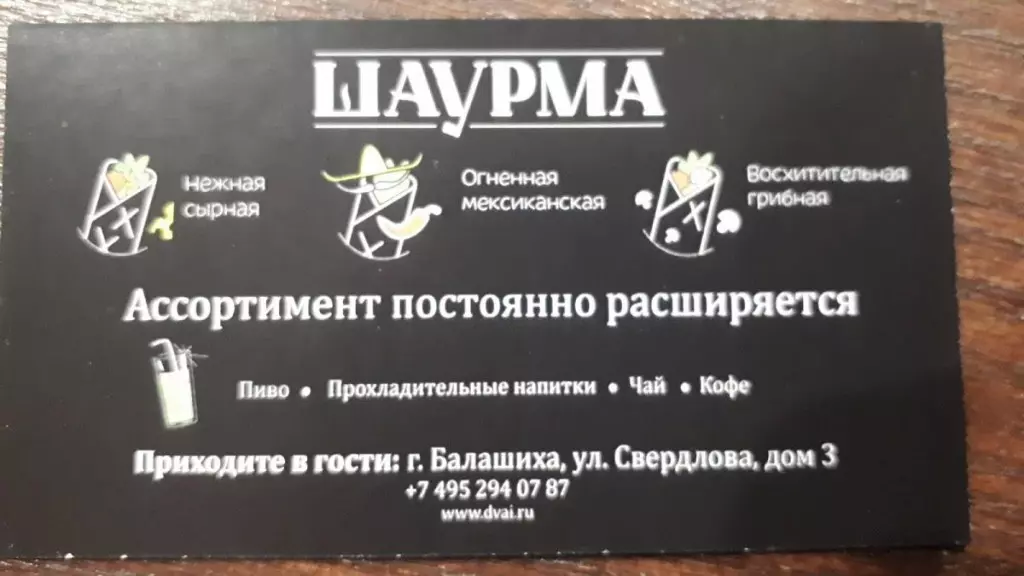 ШАУРМА
Нежная
сырная
Огненная
мексиканская
Восхитительная
грибная
Ассортимент постоянно расширяется
Пиво • Прохладительные напитки • Чай • Кофе
Приходите в гости: г. Балашиха, ул. Свердлова, дом 3
+7 495 294 07 87
www.dvai.ru